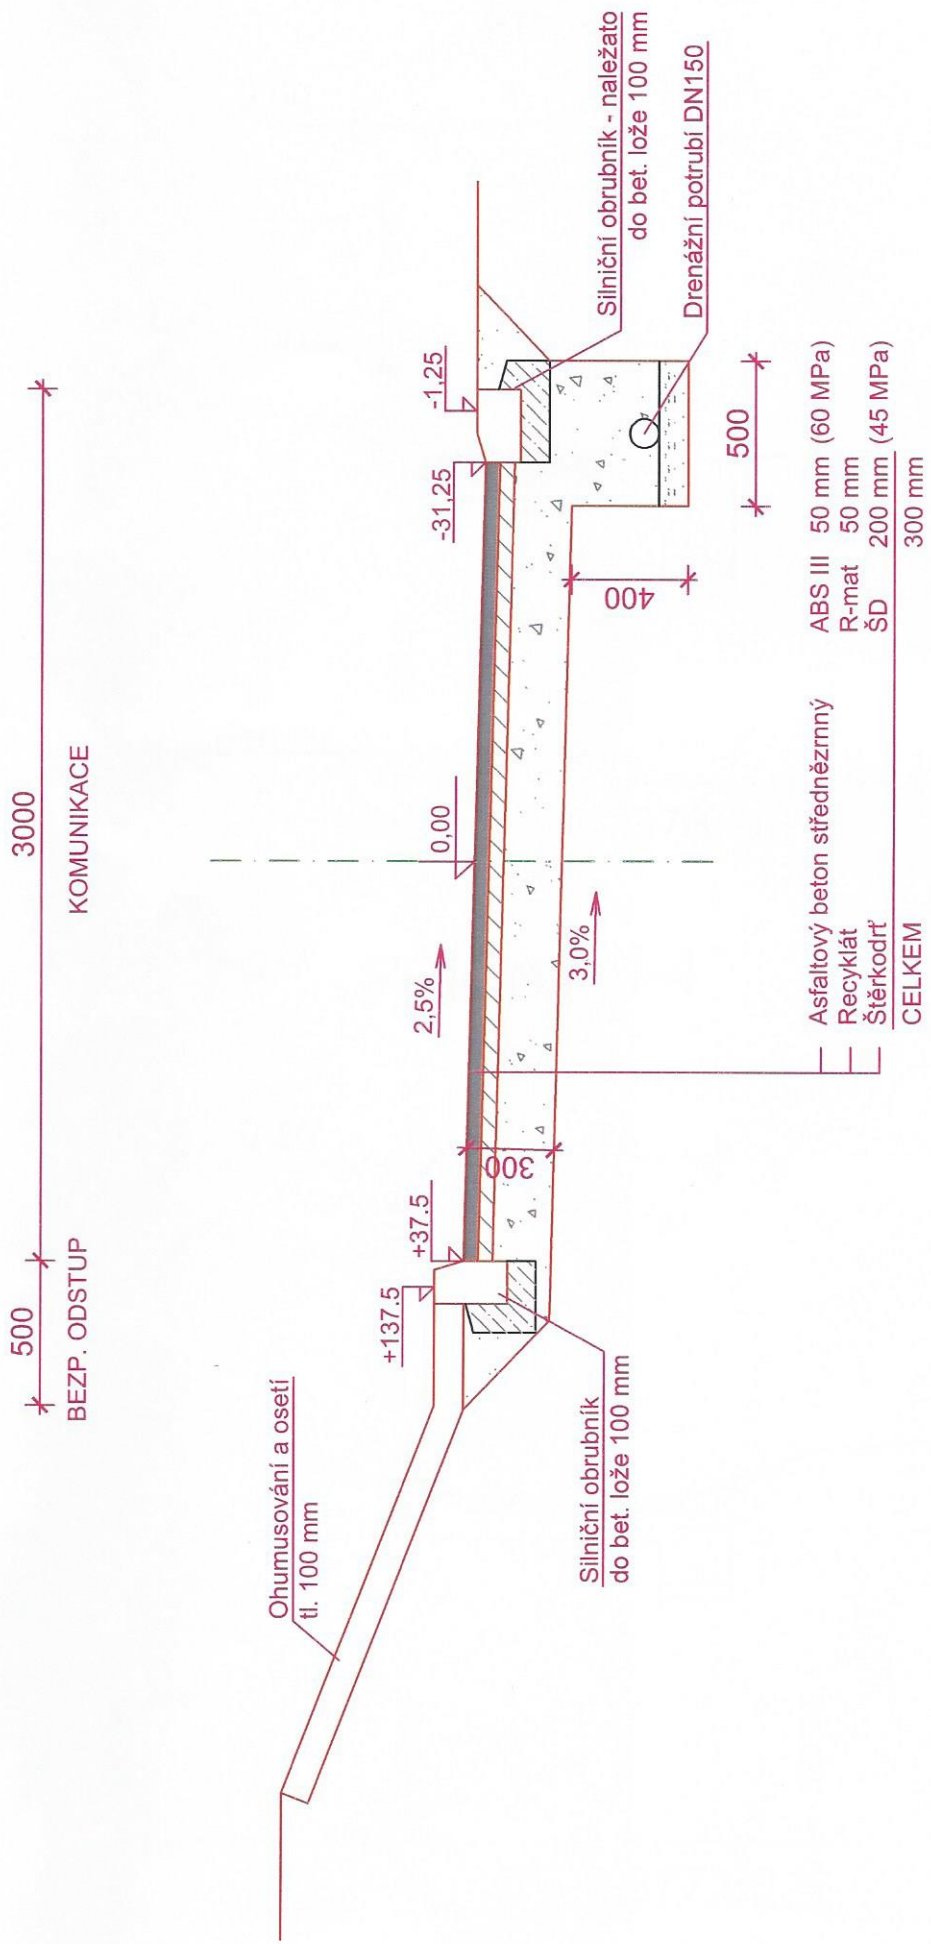 500
3000
BEZP. ODSTUP
KOMUNIKACE
Ohumusování a osetí
tl. 100 mm
+137.5
+37.5
2,5%
0,00
-31,25
-1,25
300
3,0%
400
500
Silniční obrubník - naležato
do bet. lože 100 mm
Drenážní potrubí DN150
Silniční obrubník
do bet. lože 100 mm
Asfaltový beton střednězrnný ABS III 50 mm (60 MPa)
Recyklát R-mat 50 mm
Štěrkodrť ŠD 200 mm (45 MPa)
CELKEM 300 mm